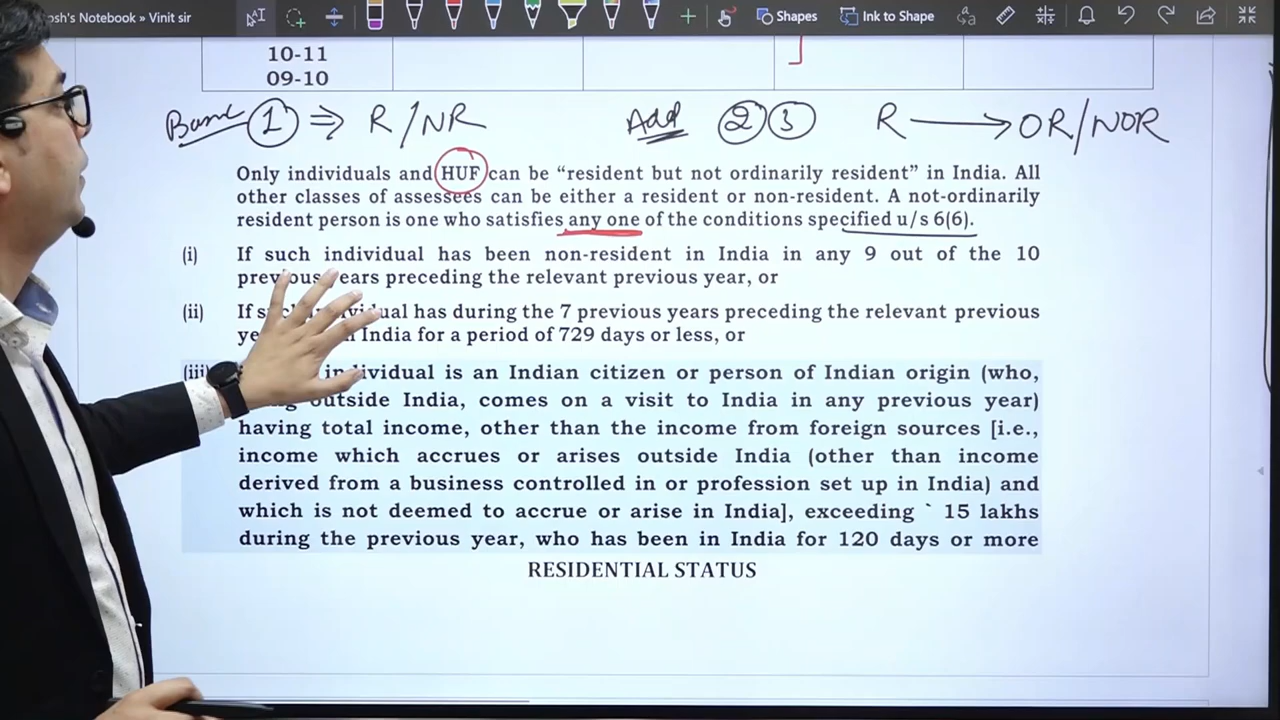 osh's Notebook » Vinit sir
Shapes
Ink to Shape
10-11
09-10
① ⇒ R/NR Add ② ③ R → OR/NOR
Only individuals and HUF can be “resident but not ordinarily resident” in India. All
other classes of assessees can be either a resident or non-resident. A not-ordinarily
resident person is one who satisfies any one of the conditions specified u/s 6(6).
(i) If such individual has been non-resident in India in any 9 out of the 10
previous years preceding the relevant previous year, or
(ii) If such individual has during the 7 previous years preceding the relevant previous
India for a period of 729 days or less, or
(iii) individual is an Indian citizen or person of Indian origin (who,
outside India, comes on a visit to India in any previous year)
having total income, other than the income from foreign sources [i.e.,
income which accrues or arises outside India (other than income
derived from a business controlled in or profession set up in India) and
which is not deemed to accrue or arise in India], exceeding ` 15 lakhs
during the previous year, who has been in India for 120 days or more
RESIDENTIAL STATUS